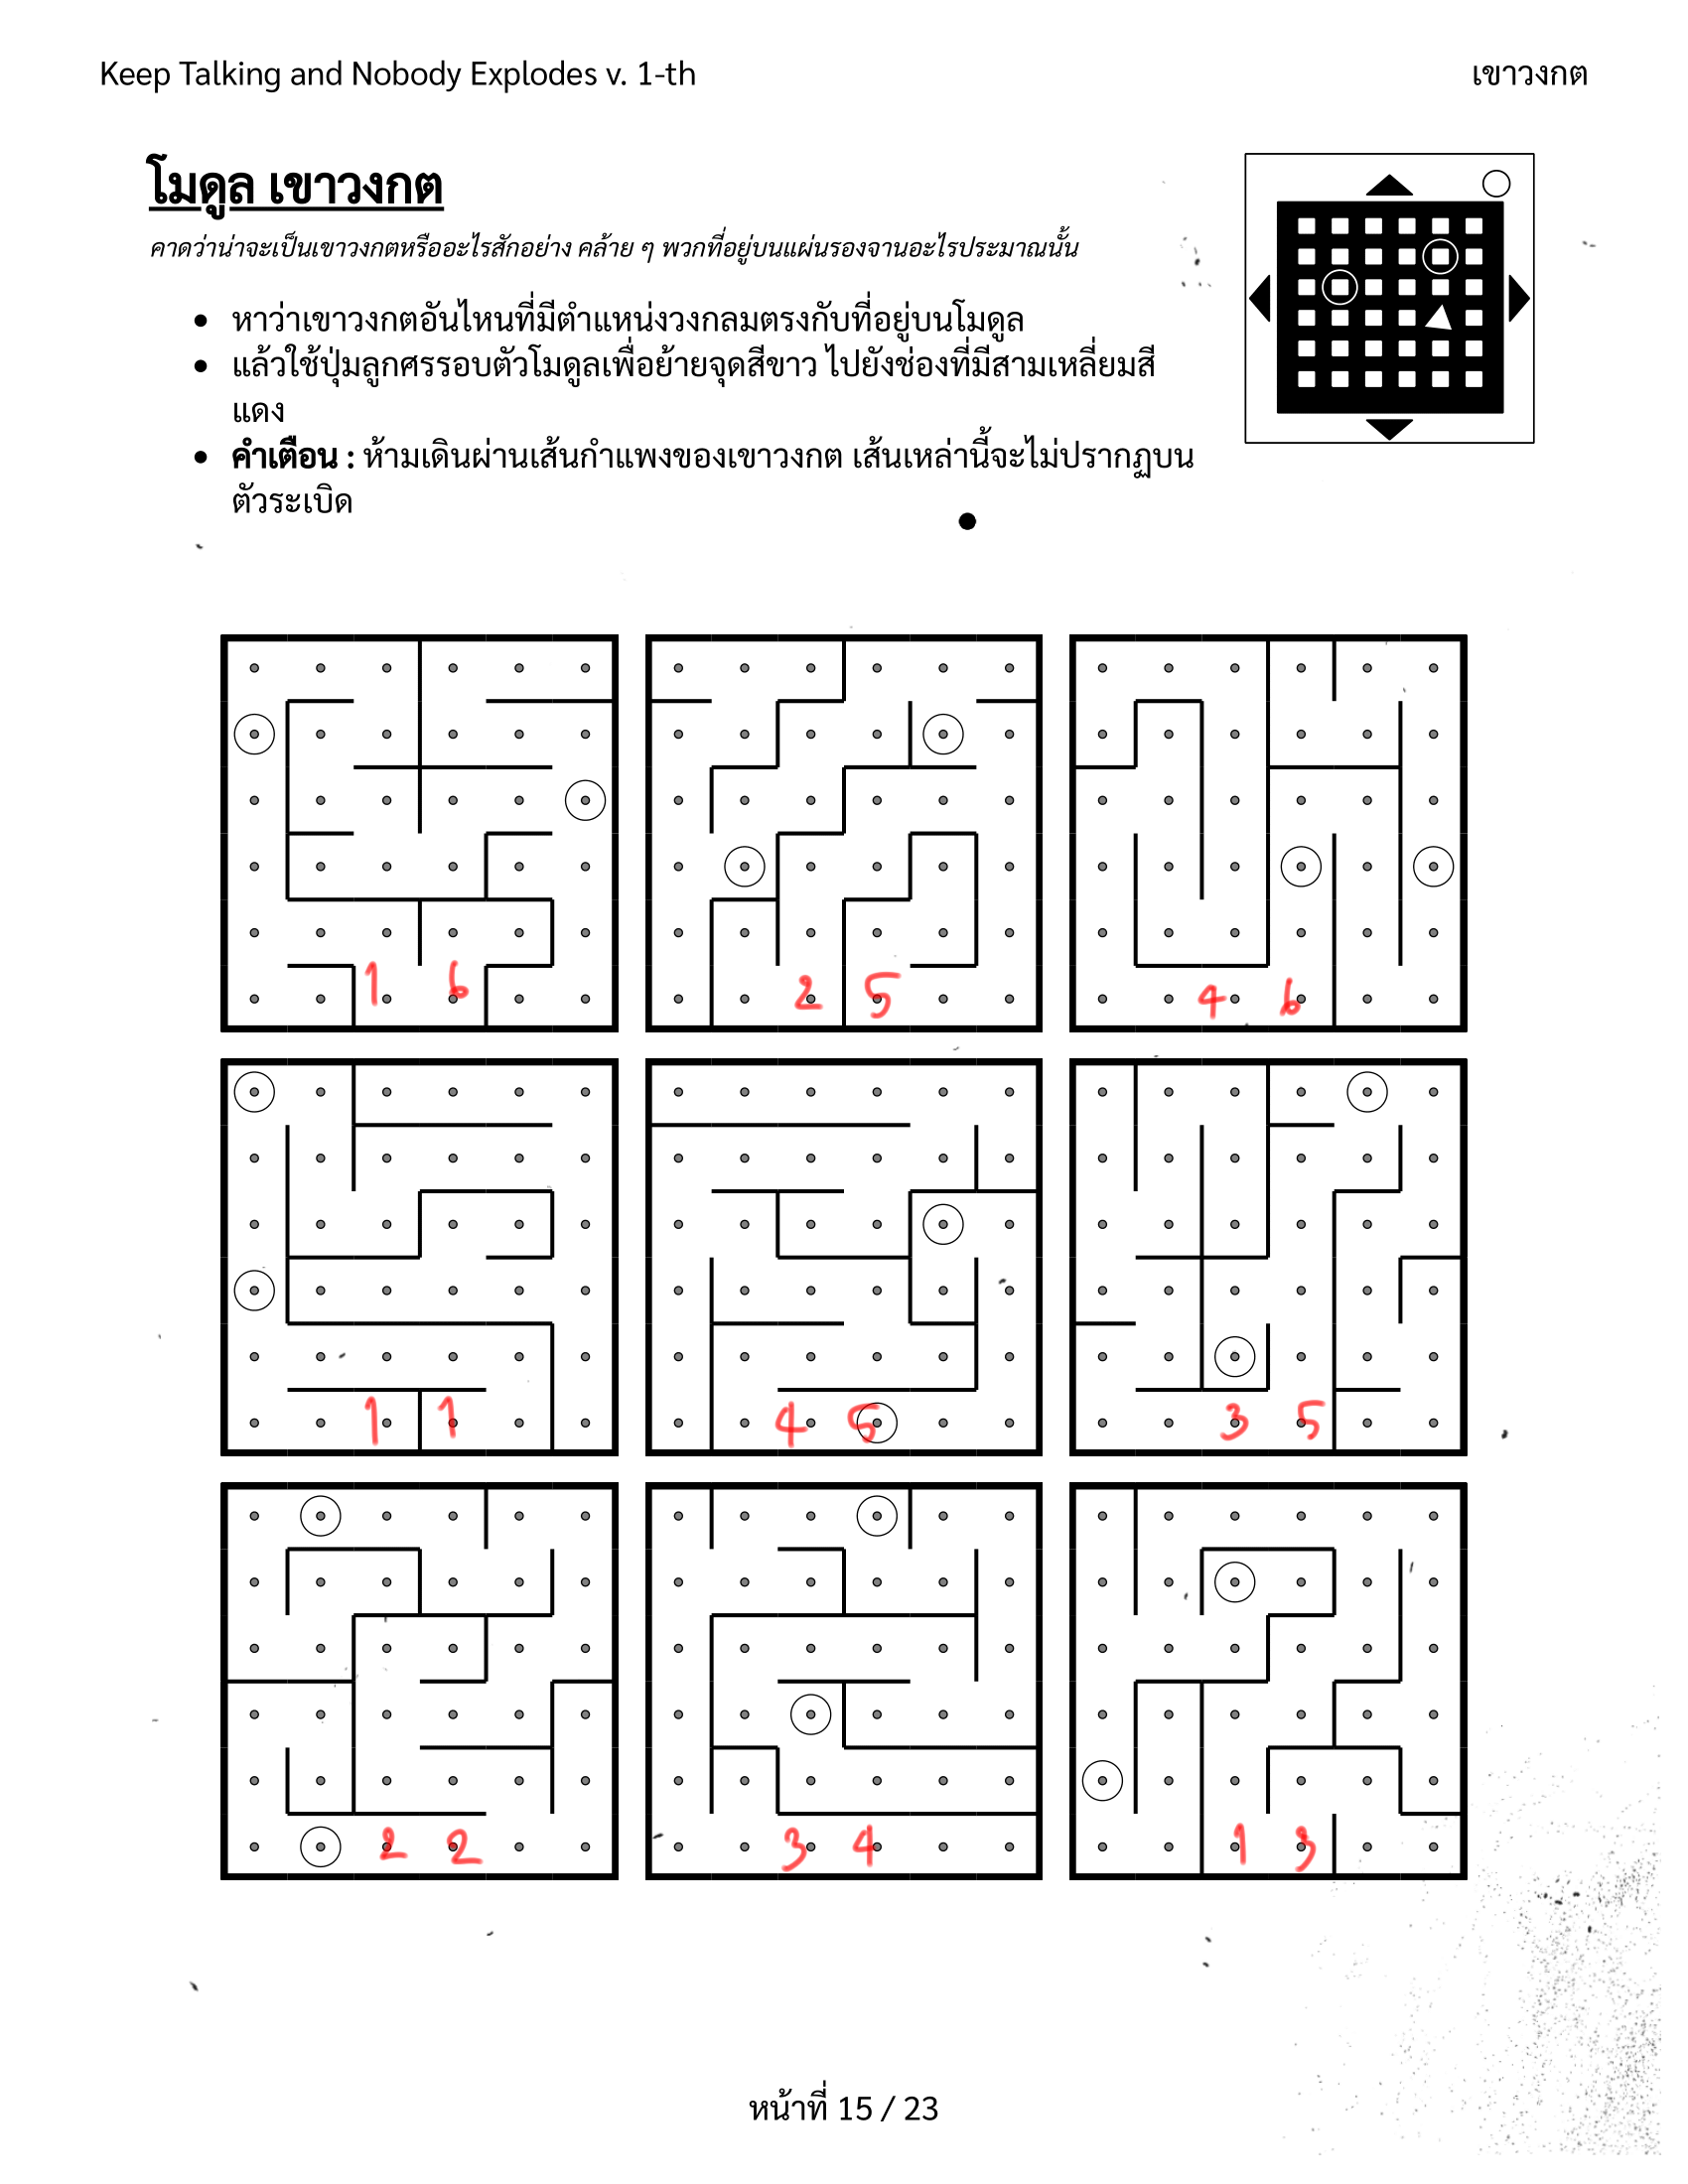 Keep Talking and Nobody Explodes v. 1-th
เขาวงกต
โมดูล เขาวงกต
คาดว่าน่าจะเป็นเขาวงกตหรืออะไรสักอย่าง คล้าย ๆ พวกที่อยู่บนแผ่นรองจานอะไรประมาณนั้น
หาว่าเขาวงกตอันไหนที่มีตำแหน่งวงกลมตรงกับที่อยู่บนโมดูล
แล้วใช้ปุ่มลูกศรรอบตัวโมดูลเพื่อย้ายจุดสีขาว ไปยังช่องที่มีสามเหลี่ยมสี
แดง
คำเตือน : ห้ามเดินผ่านเส้นกำแพงของเขาวงกต เส้นเหล่านี้จะไม่ปรากฏบน
ตัวระเบิด
1 6 2 5 4 6
1 1 4 5 3 5
2 2 3 4 1 3
หน้าที่ 15 / 23